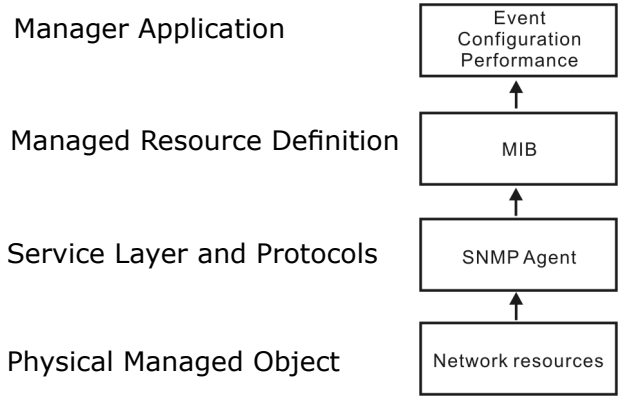 Manager Application
Event
Configuration
Performance
Managed Resource Definition
MIB
Service Layer and Protocols
SNMP Agent
Physical Managed Object
Network resources